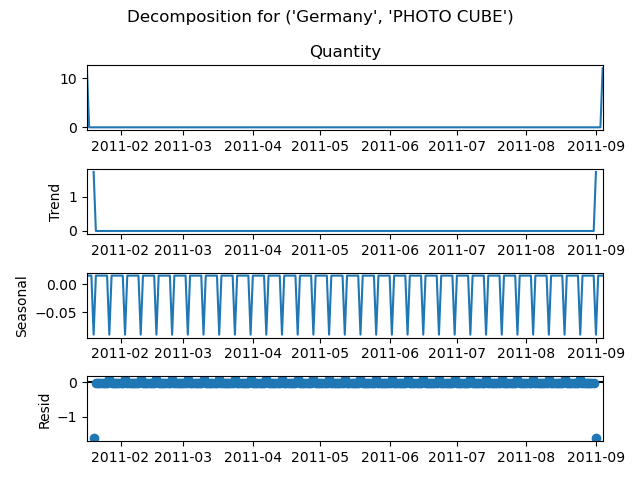 Decomposition for ('Germany', 'PHOTO CUBE')
Quantity
10
0
2011-02 2011-03 2011-04 2011-05 2011-06 2011-07 2011-08 2011-09
Trend
1
0
2011-02 2011-03 2011-04 2011-05 2011-06 2011-07 2011-08 2011-09
Seasonal
0.00
−0.05
2011-02 2011-03 2011-04 2011-05 2011-06 2011-07 2011-08 2011-09
Resid
0
−1
2011-02 2011-03 2011-04 2011-05 2011-06 2011-07 2011-08 2011-09